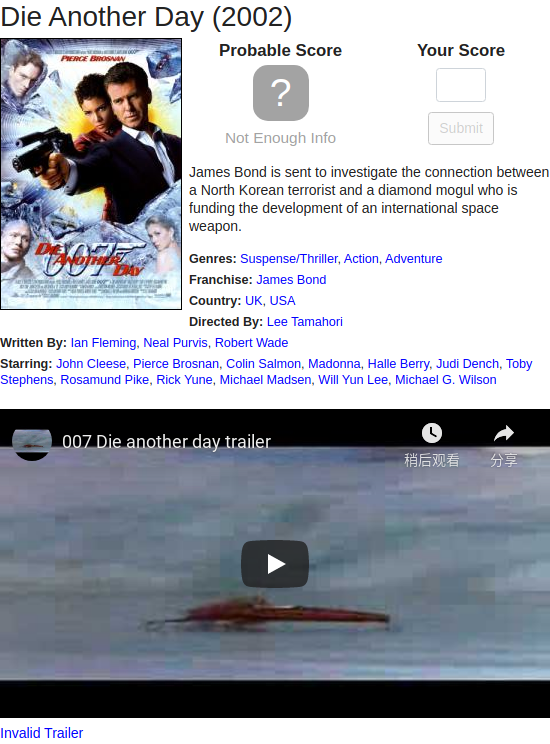 Die Another Day (2002)
PIERCE BROSNAN
DIE ANOTHER DAY
007
Probable Score
?
Not Enough Info
Your Score
Submit
James Bond is sent to investigate the connection between
a North Korean terrorist and a diamond mogul who is
funding the development of an international space
weapon.
Genres: Suspense/Thriller, Action, Adventure
Franchise: James Bond
Country: UK, USA
Directed By: Lee Tamahori
Written By: Ian Fleming, Neal Purvis, Robert Wade
Starring: John Cleese, Pierce Brosnan, Colin Salmon, Madonna, Halle Berry, Judi Dench, Toby
Stephens, Rosamund Pike, Rick Yune, Michael Madsen, Will Yun Lee, Michael G. Wilson
007 Die another day trailer
稍后观看
分享
Invalid Trailer